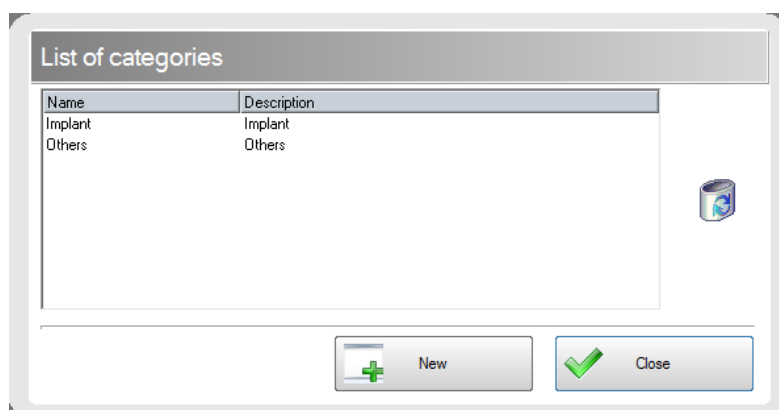 List of categories
Name Description
Implant Implant
Others Others
New Close